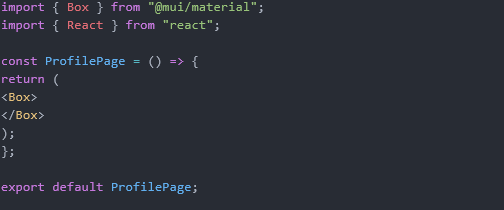 import { Box } from "@mui/material";
import { React } from "react";
const ProfilePage = () => {
return (
<Box>
</Box>
);
};
export default ProfilePage;